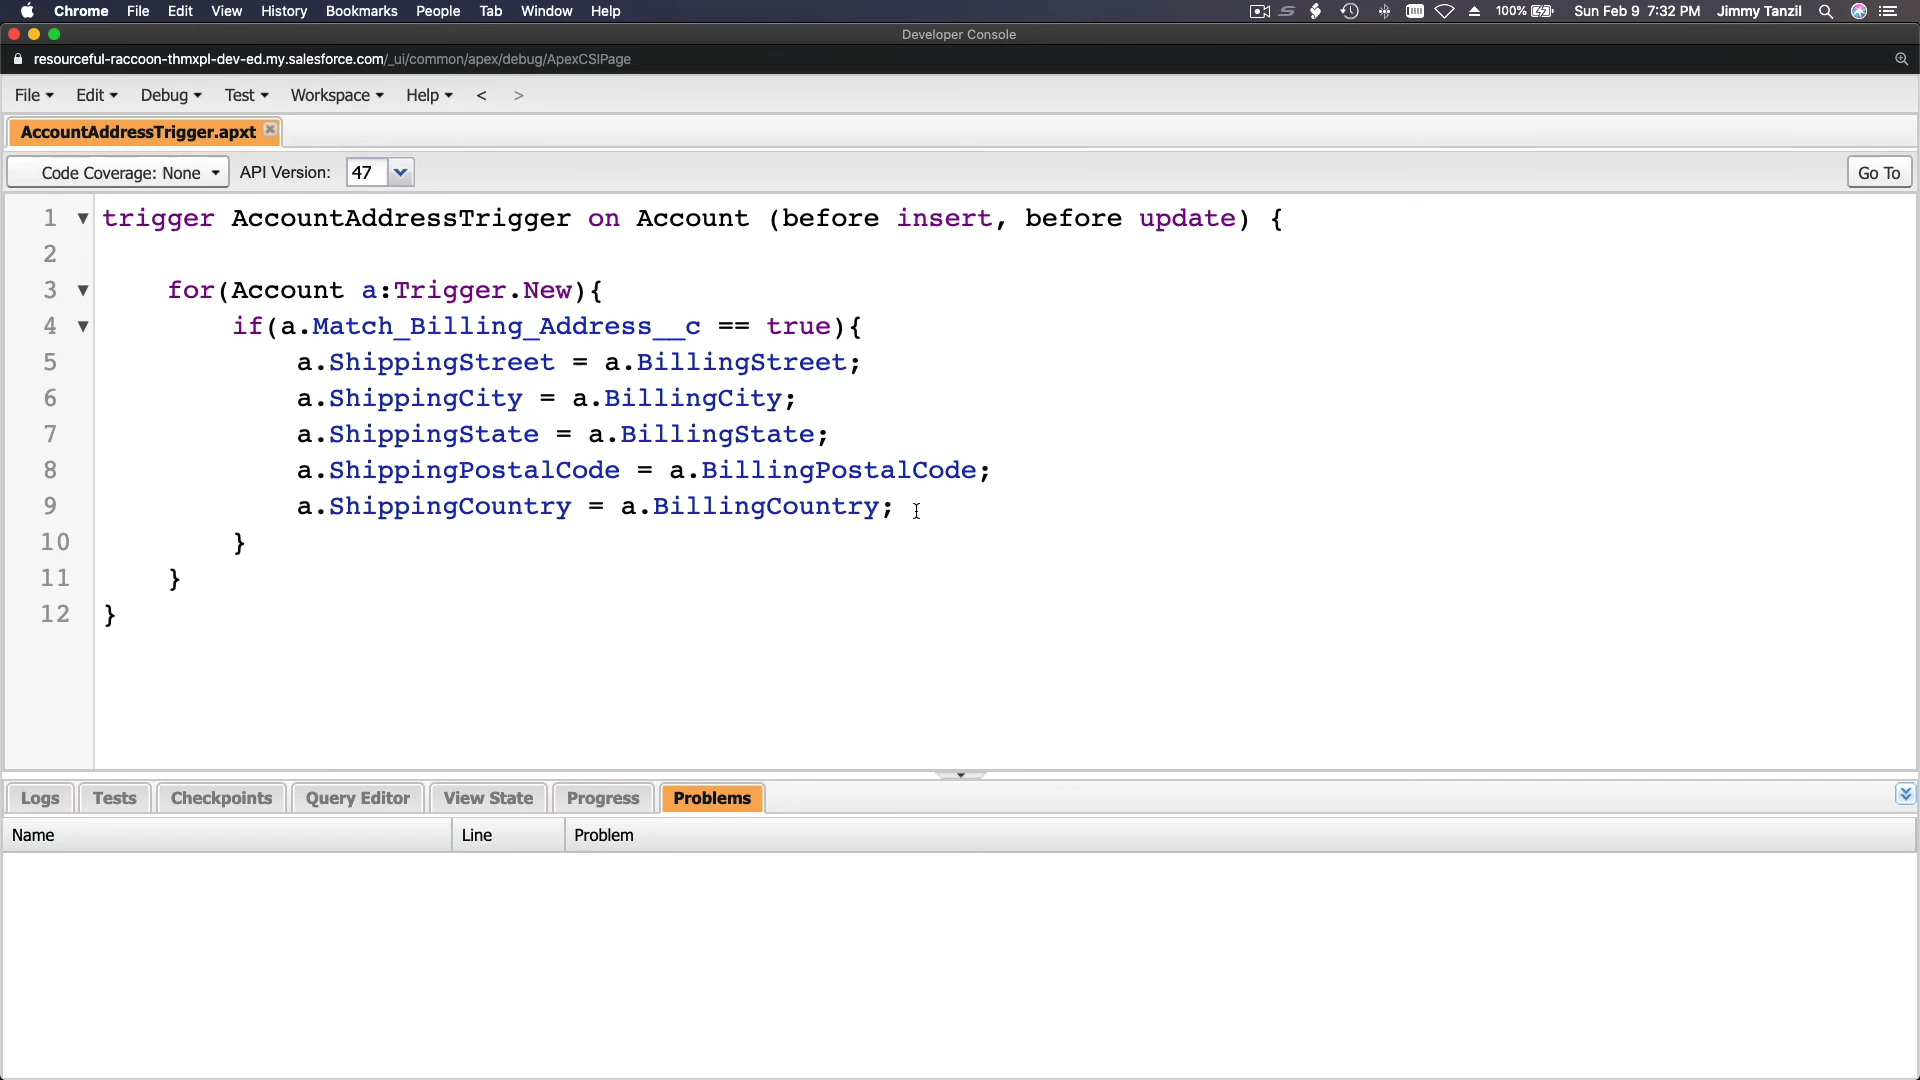 Chrome File Edit View History Bookmarks People Tab Window Help 100% Sun Feb 9 7:32 PM Jimmy Tanzil
Developer Console
resourceful-raccoon-thmxpl-dev-ed.my.salesforce.com/_ui/common/apex/debug/ApexCSIPage
File Edit Debug Test Workspace Help < >
AccountAddressTrigger.apxt
Code Coverage: None API Version: 47 Go To
1 trigger AccountAddressTrigger on Account (before insert, before update) {
2
3 for(Account a:Trigger.New){
4 if(a.Match_Billing_Address__c == true){
5 a.ShippingStreet = a.BillingStreet;
6 a.ShippingCity = a.BillingCity;
7 a.ShippingState = a.BillingState;
8 a.ShippingPostalCode = a.BillingPostalCode;
9 a.ShippingCountry = a.BillingCountry;
10 }
11 }
12 }
Logs Tests Checkpoints Query Editor View State Progress Problems
Name Line Problem